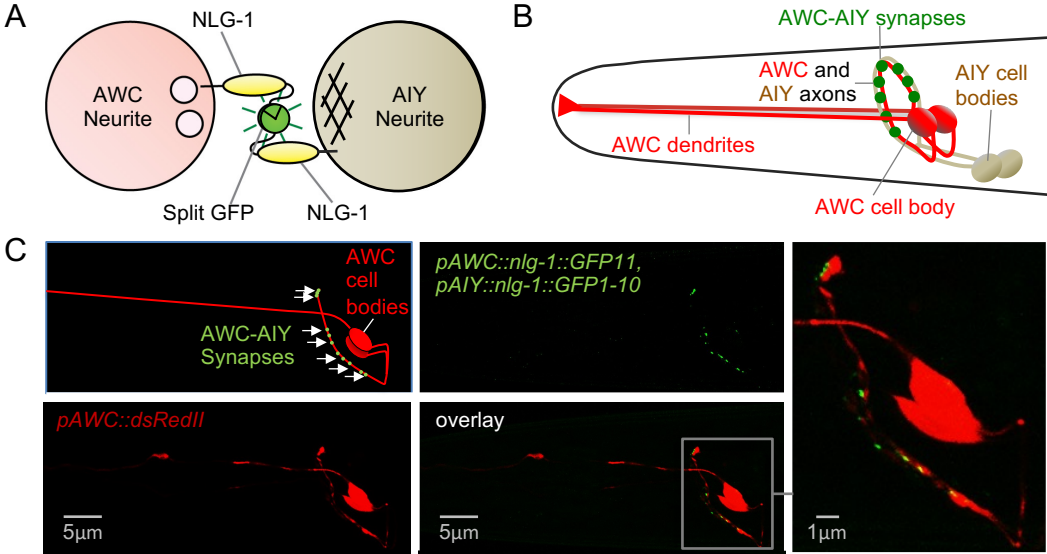 A
NLG-1
AWC
Neurite
AIY
Neurite
Split GFP
NLG-1
B
AWC-AIY synapses
AWC and
AIY axons
AIY cell
bodies
AWC dendrites
AWC cell body
C
AWC
cell
bodies
AWC-AIY
Synapses
pAWC::nlg-1::GFP11,
pAIY::nlg-1::GFP1-10
pAWC::dsRedII
5µm
overlay
5µm
1µm